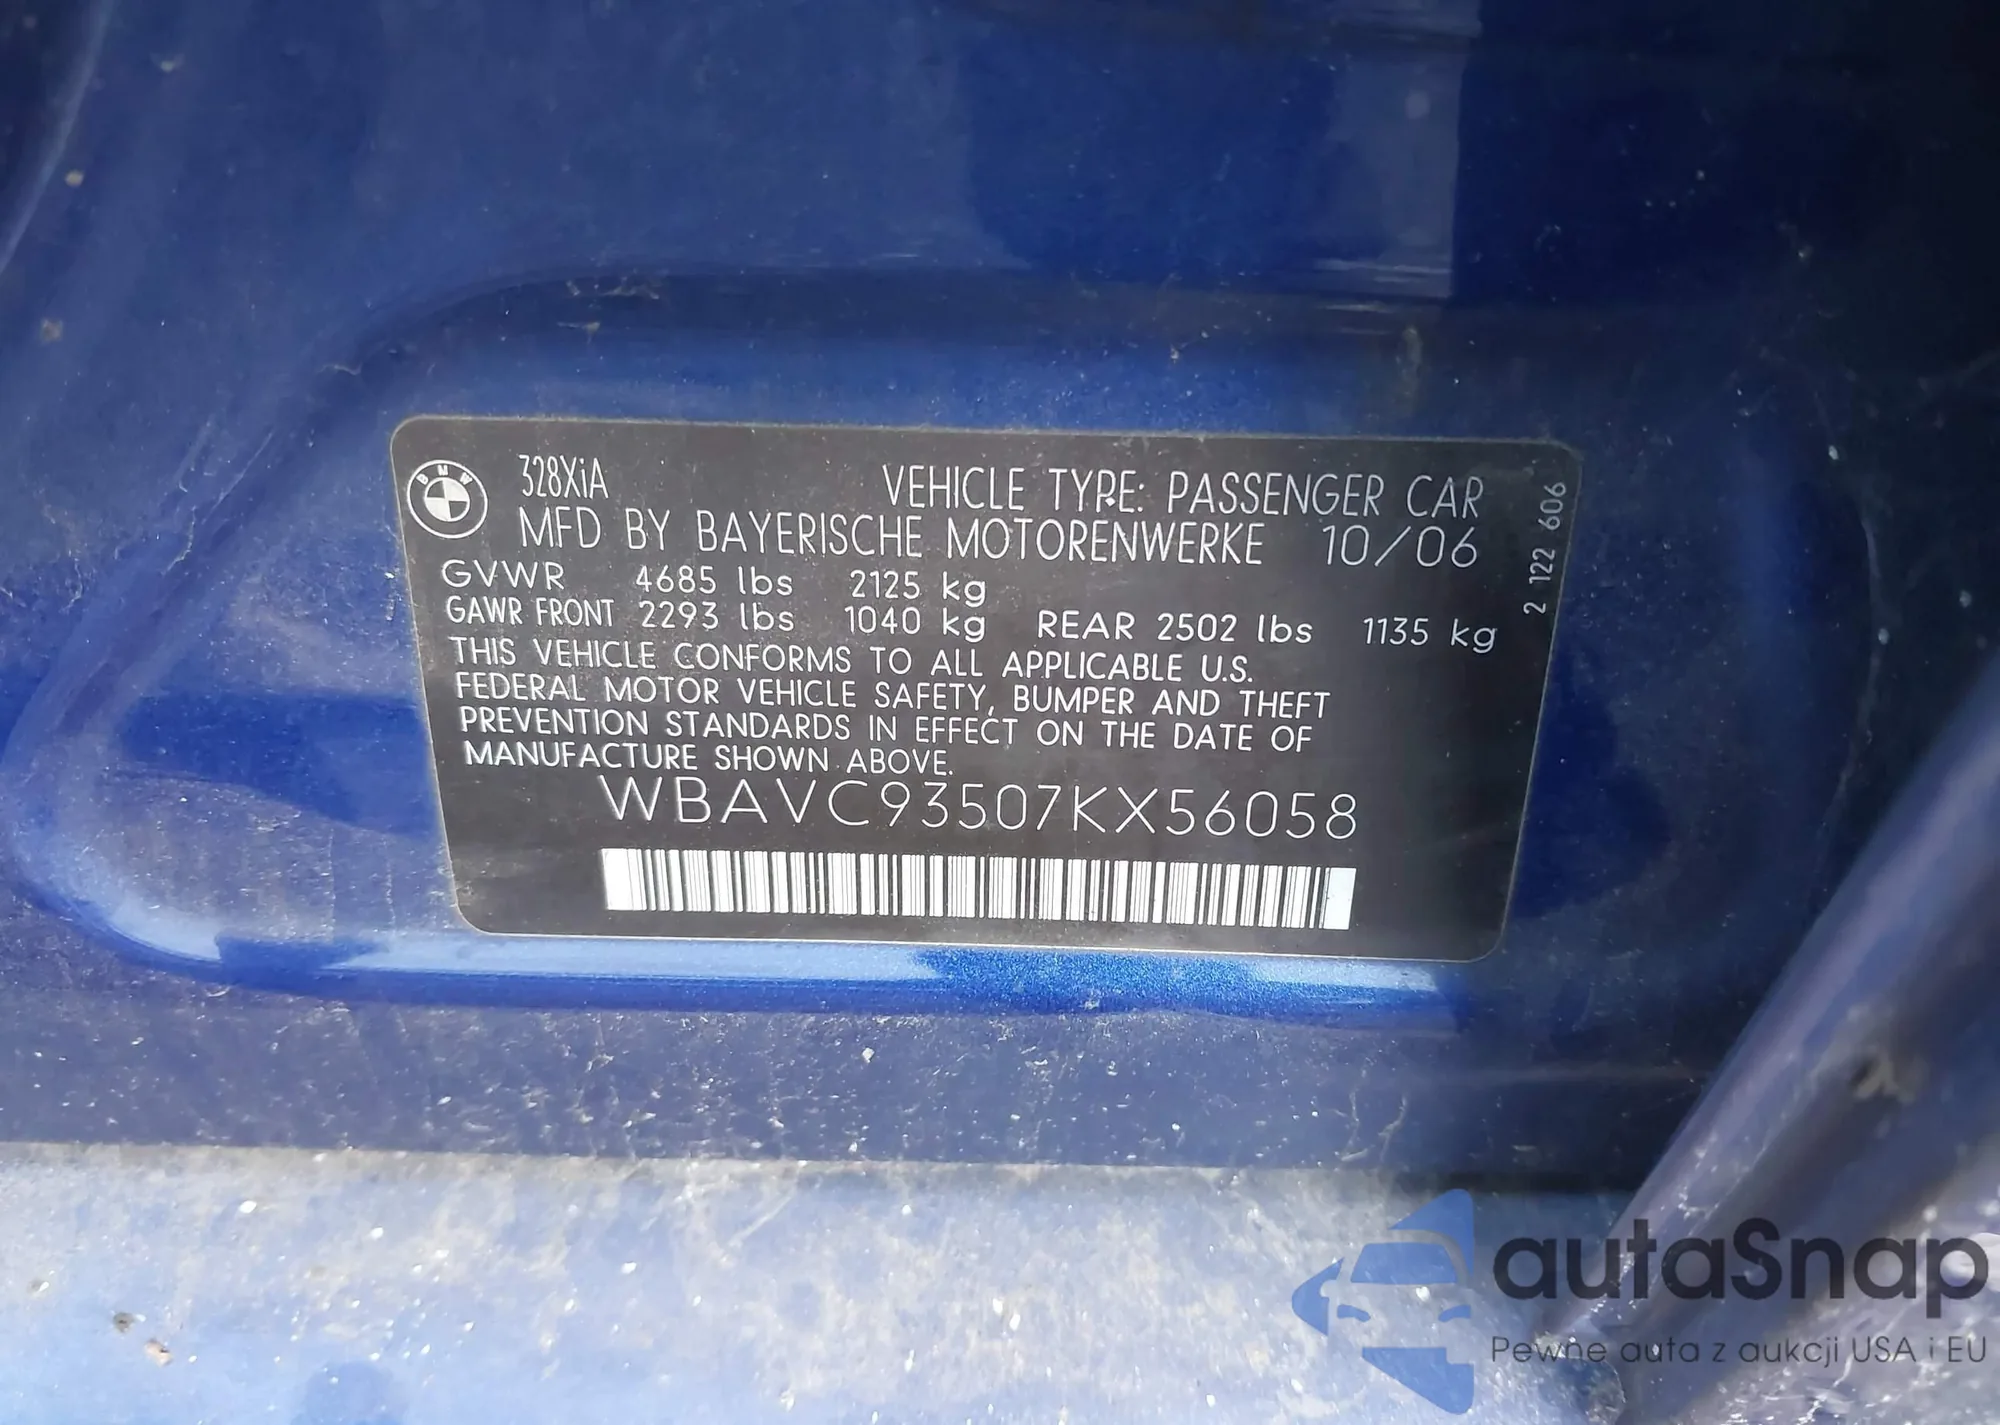 BMW
328XiA
VEHICLE TYPE: PASSENGER CAR
MFD BY BAYERISCHE MOTORENWERKE 10/06
GVWR 4685 lbs 2125 kg
GAWR FRONT 2293 lbs 1040 kg REAR 2502 lbs 1135 kg
THIS VEHICLE CONFORMS TO ALL APPLICABLE U.S.
FEDERAL MOTOR VEHICLE SAFETY, BUMPER AND THEFT
PREVENTION STANDARDS IN EFFECT ON THE DATE OF
MANUFACTURE SHOWN ABOVE.
WBAVC93507KX56058
2 122 606
autaSnap
Pewne auta z aukcji USA i EU